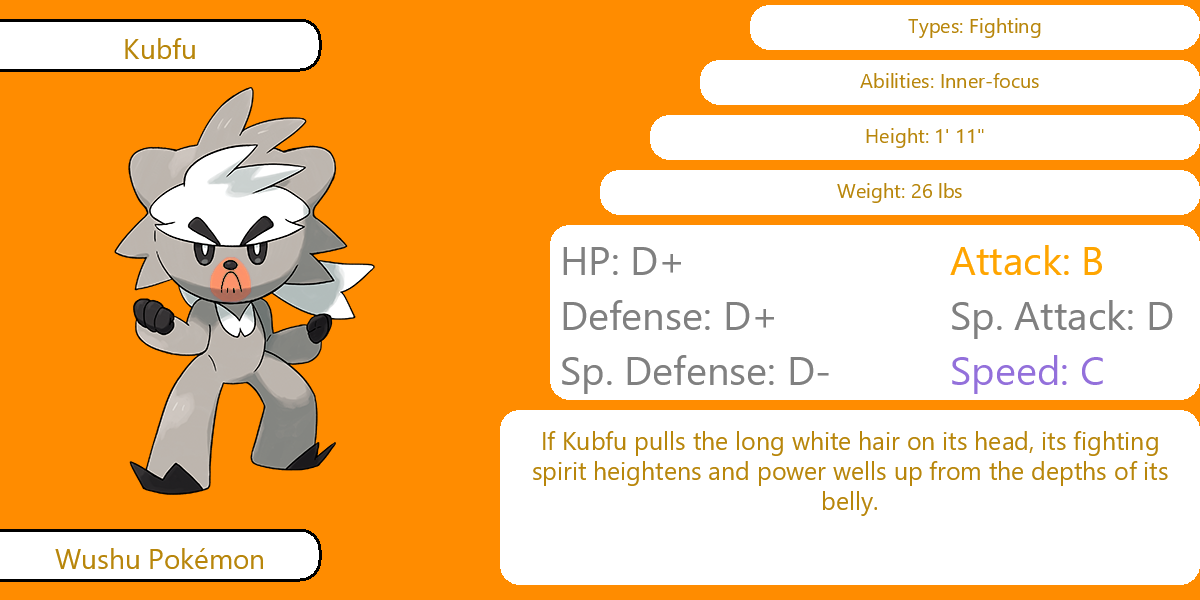 Kubfu
Types: Fighting
Abilities: Inner-focus
Height: 1' 11"
Weight: 26 lbs
HP: D+
Attack: B
Defense: D+
Sp. Attack: D
Sp. Defense: D-
Speed: C
If Kubfu pulls the long white hair on its head, its fighting
spirit heightens and power wells up from the depths of its
belly.
Wushu Pokémon